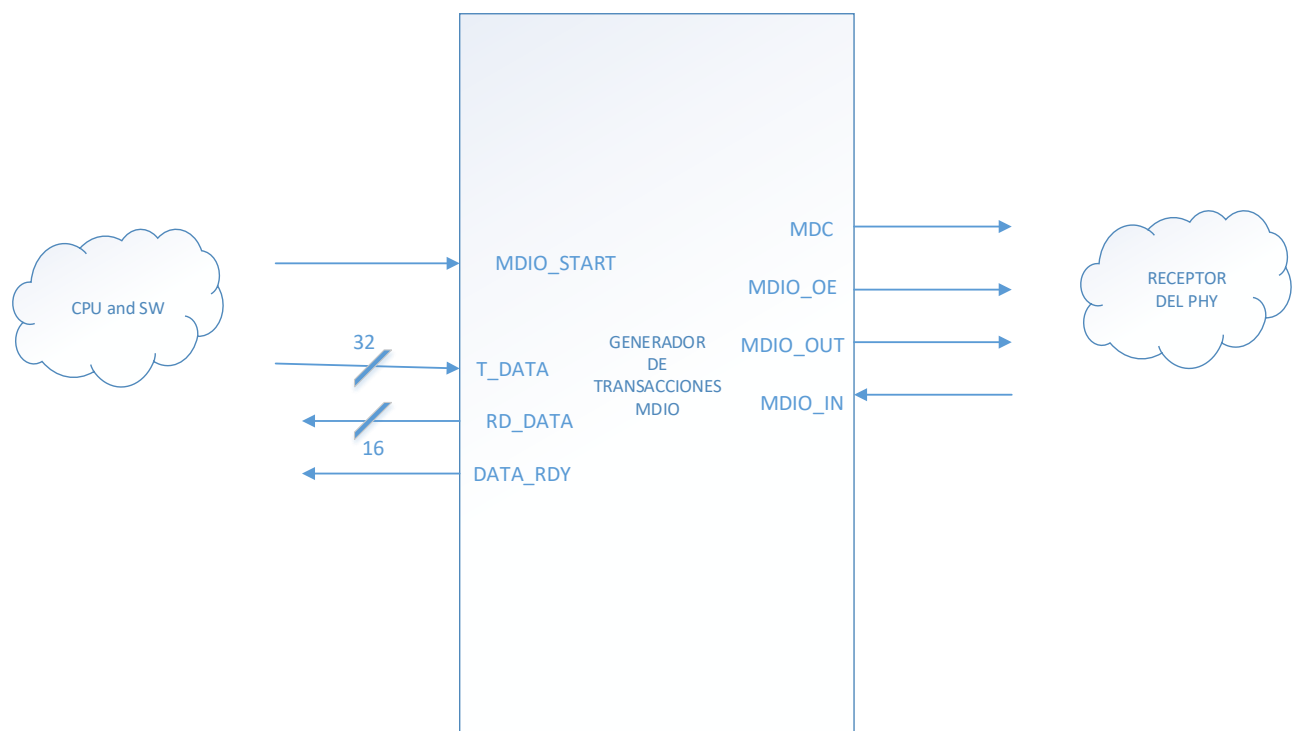 CPU and SW
MDIO_START
32
T_DATA
RD_DATA
16
DATA_RDY
GENERADOR
DE
TRANSACCIONES
MDIO
MDC
MDIO_OE
MDIO_OUT
MDIO_IN
RECEPTOR
DEL PHY